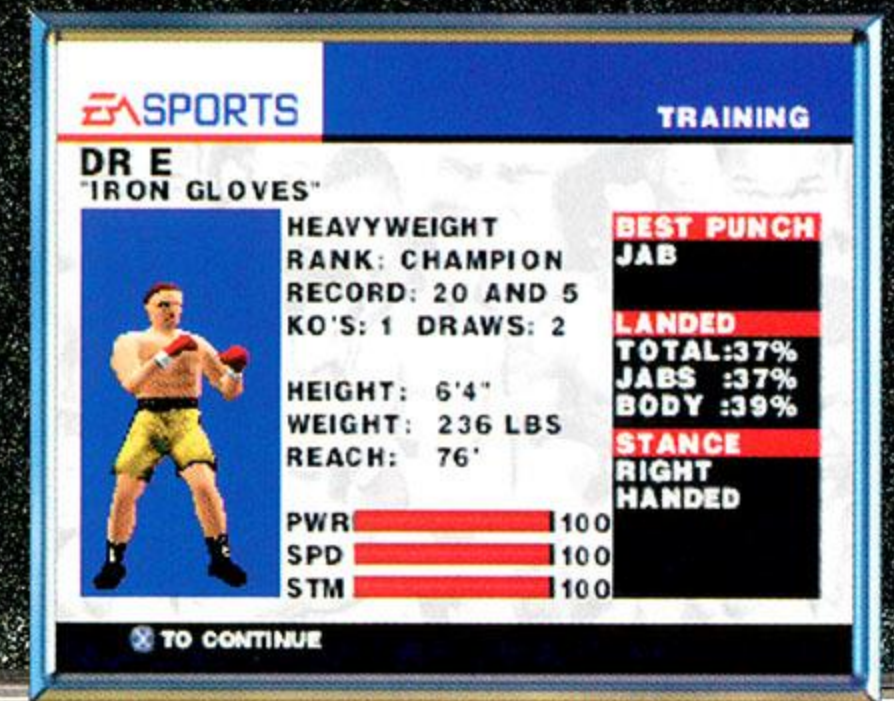 EA SPORTS
TRAINING
DR E
"IRON GLOVES"
HEAVYWEIGHT
RANK: CHAMPION
RECORD: 20 AND 5
KO'S: 1 DRAWS: 2
HEIGHT: 6'4"
WEIGHT: 236 LBS
REACH: 76'
PWR 100
SPD 100
STM 100
BEST PUNCH
JAB
LANDED
TOTAL:37%
JABS :37%
BODY :39%
STANCE
RIGHT
HANDED
X TO CONTINUE